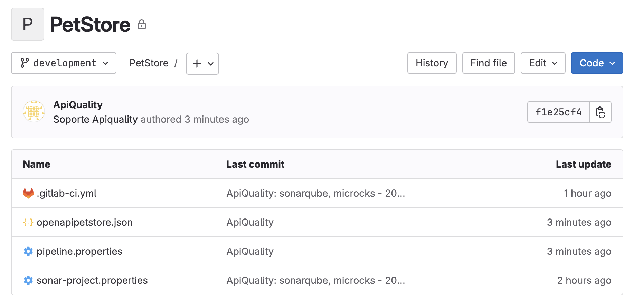 P PetStore
development PetStore / + History Find file Edit Code
ApiQuality
Soporte Apiquality authored 3 minutes ago f1e25cf4
Name Last commit Last update
.gitlab-ci.yml ApiQuality: sonarqube, microcks - 20... 1 hour ago
{} openapipetstore.json ApiQuality 3 minutes ago
pipeline.properties ApiQuality 3 minutes ago
sonar-project.properties ApiQuality: sonarqube, microcks - 20... 2 hours ago